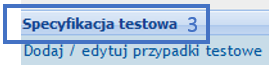 Specyfikacja testowa 3
Dodaj / edytuj przypadki testowe